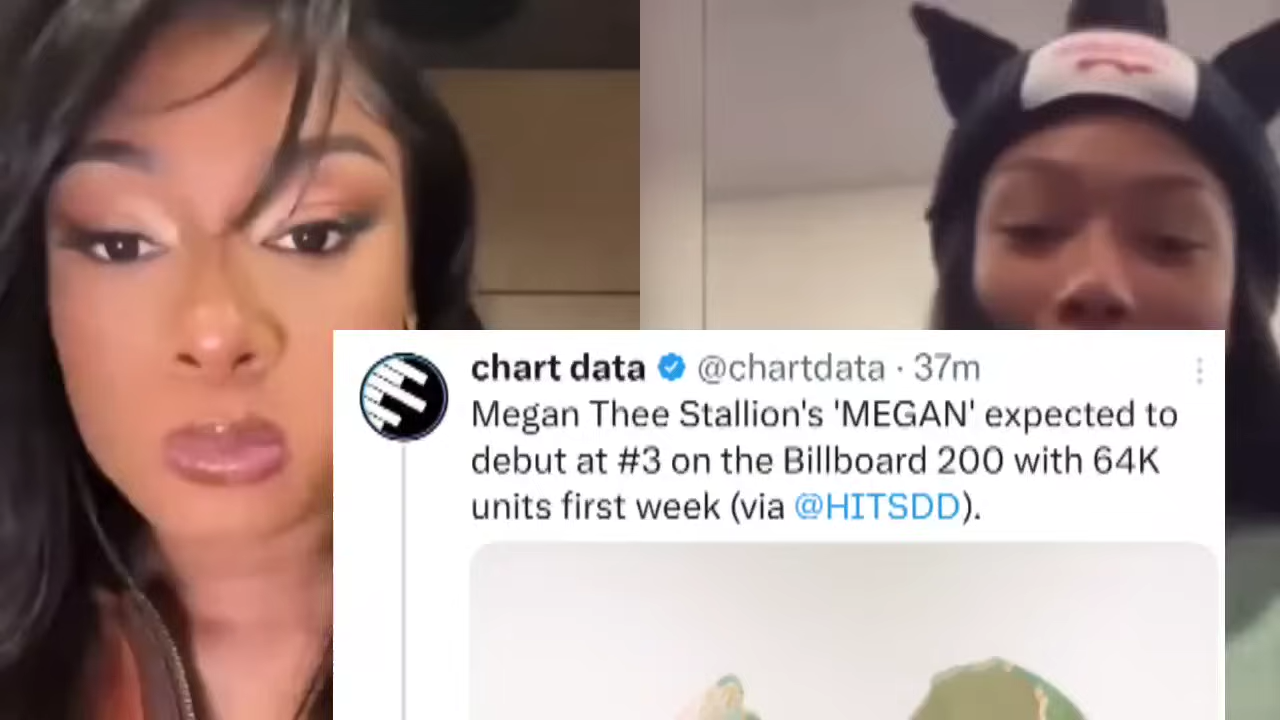 chart data @chartdata · 37m
Megan Thee Stallion's 'MEGAN' expected to
debut at #3 on the Billboard 200 with 64K
units first week (via @HITSDD).